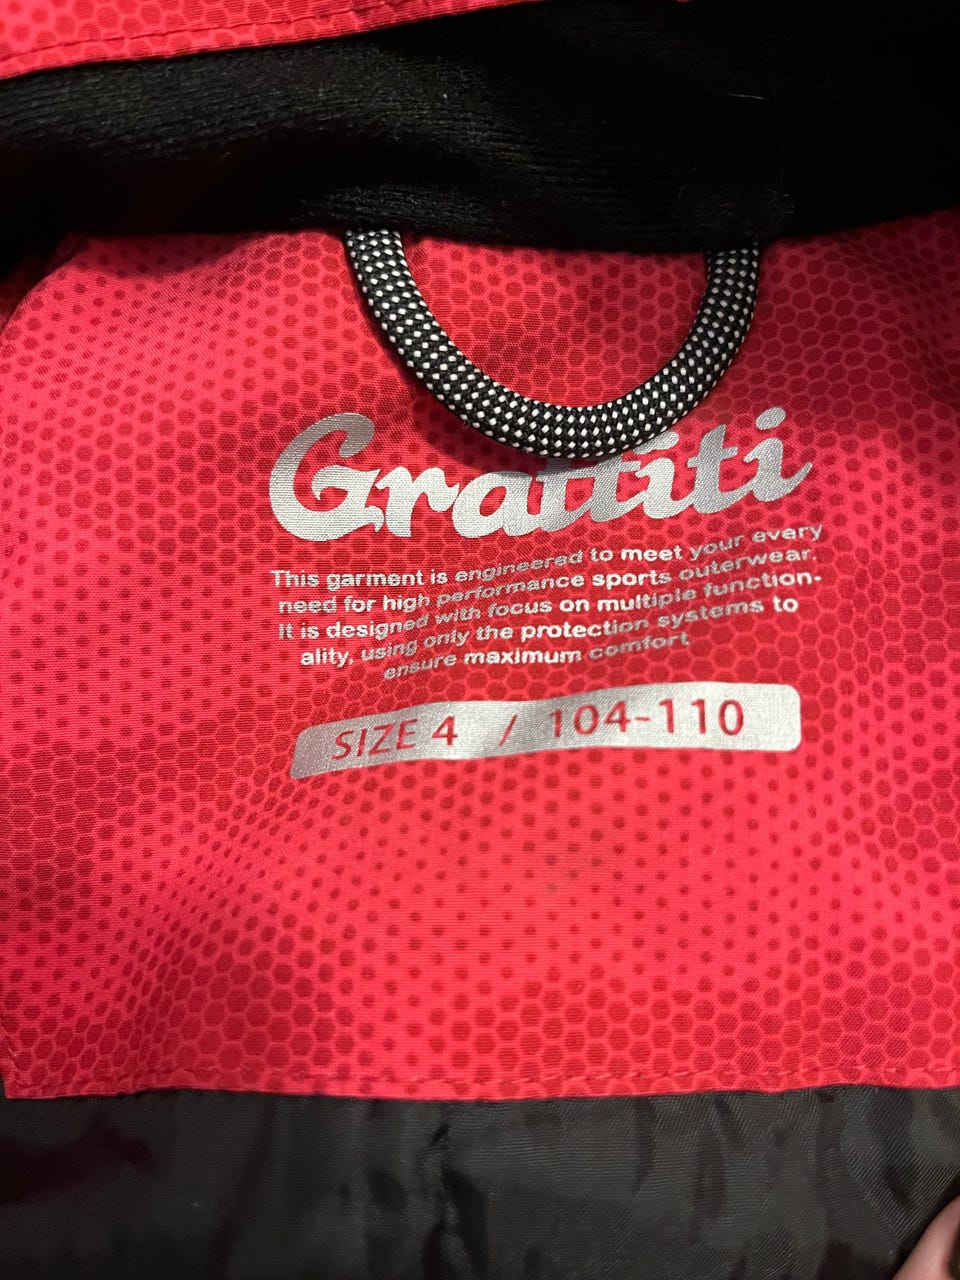 Graffiti
This garment is engineered to meet your every
need for high performance sports outerwear.
It is designed with focus on multiple function-
ality, using only the protection systems to
ensure maximum comfort
SIZE 4 / 104-110